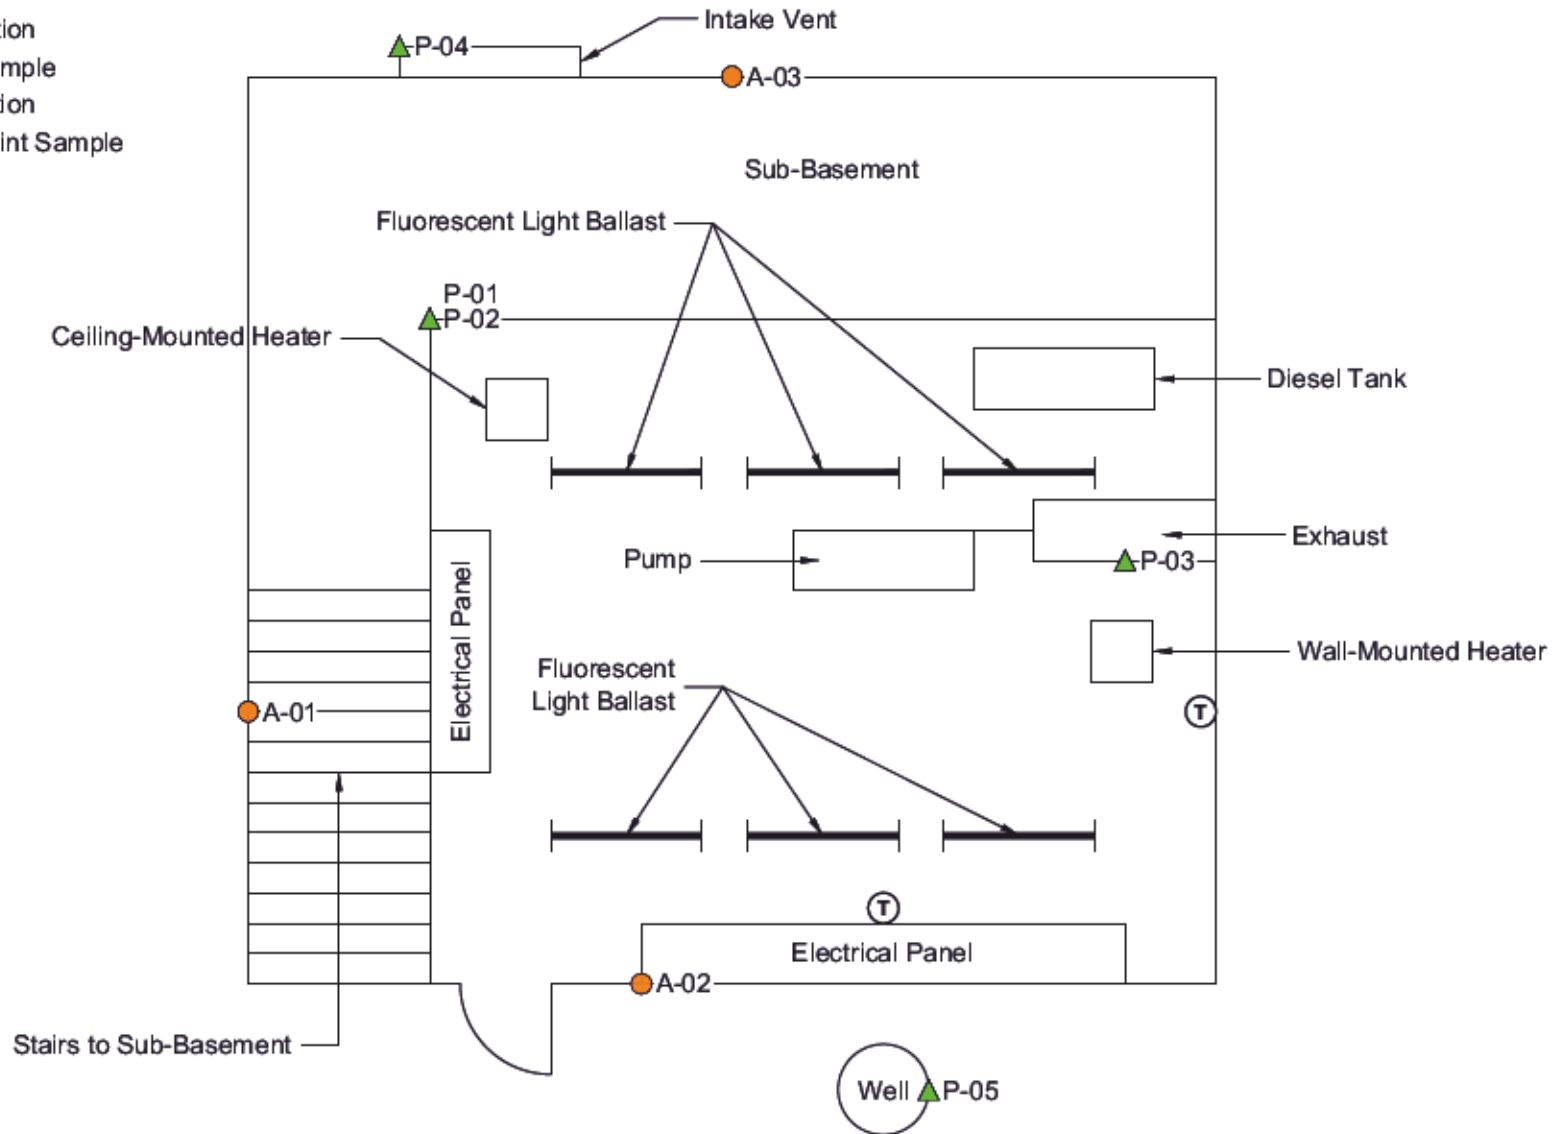 Intake Vent
P-04
A-03
Sub-Basement
Fluorescent Light Ballast
P-01
P-02
Ceiling-Mounted Heater
Diesel Tank
Exhaust
Pump
P-03
Electrical Panel
Wall-Mounted Heater
Fluorescent
Light Ballast
A-01
T
T
Electrical Panel
A-02
Stairs to Sub-Basement
Well
P-05
tion
mple
tion
int Sample